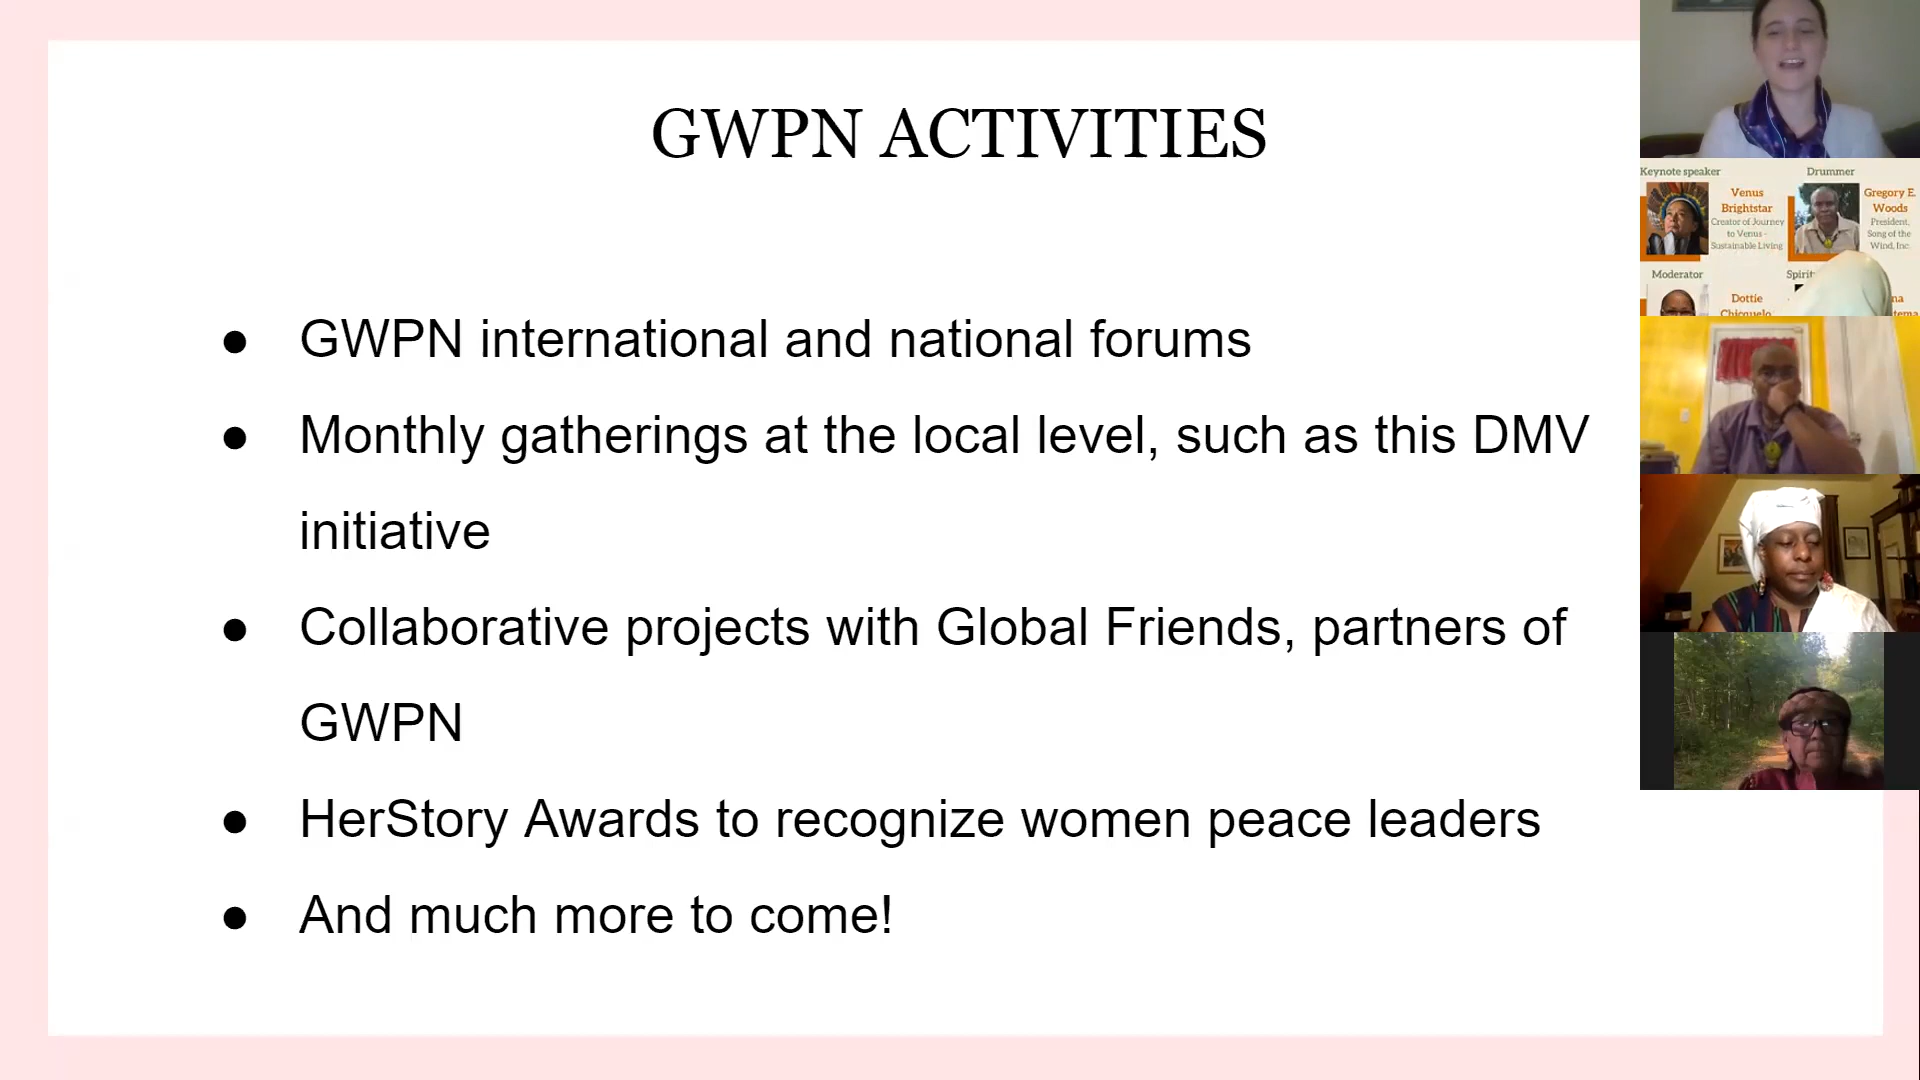 GWPN ACTIVITIES
● GWPN international and national forums
● Monthly gatherings at the local level, such as this DMV
initiative
● Collaborative projects with Global Friends, partners of
GWPN
● HerStory Awards to recognize women peace leaders
● And much more to come!
Keynote speaker
Venus
Brightstar
Creator of Journey
to Venus -
Sustainable Living
Drummer
Gregory E.
Woods
President,
Song of the
Wind, Inc.
Moderator
Dottie
Chicquelo